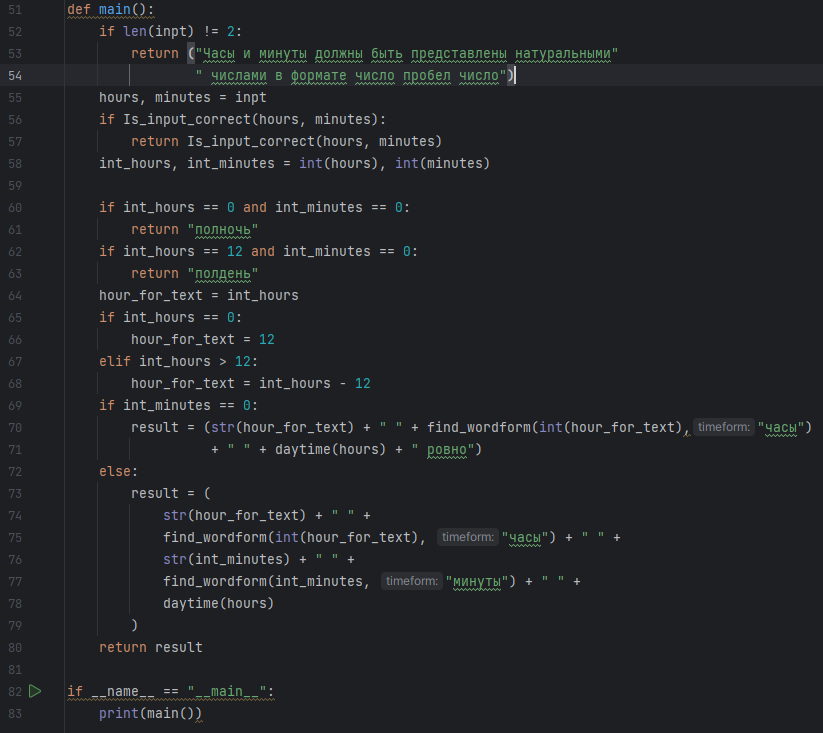 51 def main():
52     if len(inpt) != 2:
53         return ("Часы и минуты должны быть представлены натуральными"
54                 " числами в формате число пробел число")
55     hours, minutes = inpt
56     if Is_input_correct(hours, minutes):
57         return Is_input_correct(hours, minutes)
58     int_hours, int_minutes = int(hours), int(minutes)
59
60     if int_hours == 0 and int_minutes == 0:
61         return "полночь"
62     if int_hours == 12 and int_minutes == 0:
63         return "полдень"
64     hour_for_text = int_hours
65     if int_hours == 0:
66         hour_for_text = 12
67     elif int_hours > 12:
68         hour_for_text = int_hours - 12
69     if int_minutes == 0:
70         result = (str(hour_for_text) + " " + find_wordform(int(hour_for_text), timeform: "часы")
71                   + " " + daytime(hours) + " ровно")
72     else:
73         result = (
74             str(hour_for_text) + " " +
75             find_wordform(int(hour_for_text), timeform: "часы") + " " +
76             str(int_minutes) + " " +
77             find_wordform(int_minutes, timeform: "минуты") + " " +
78             daytime(hours)
79         )
80     return result
81
82 if __name__ == "__main__":
83     print(main())